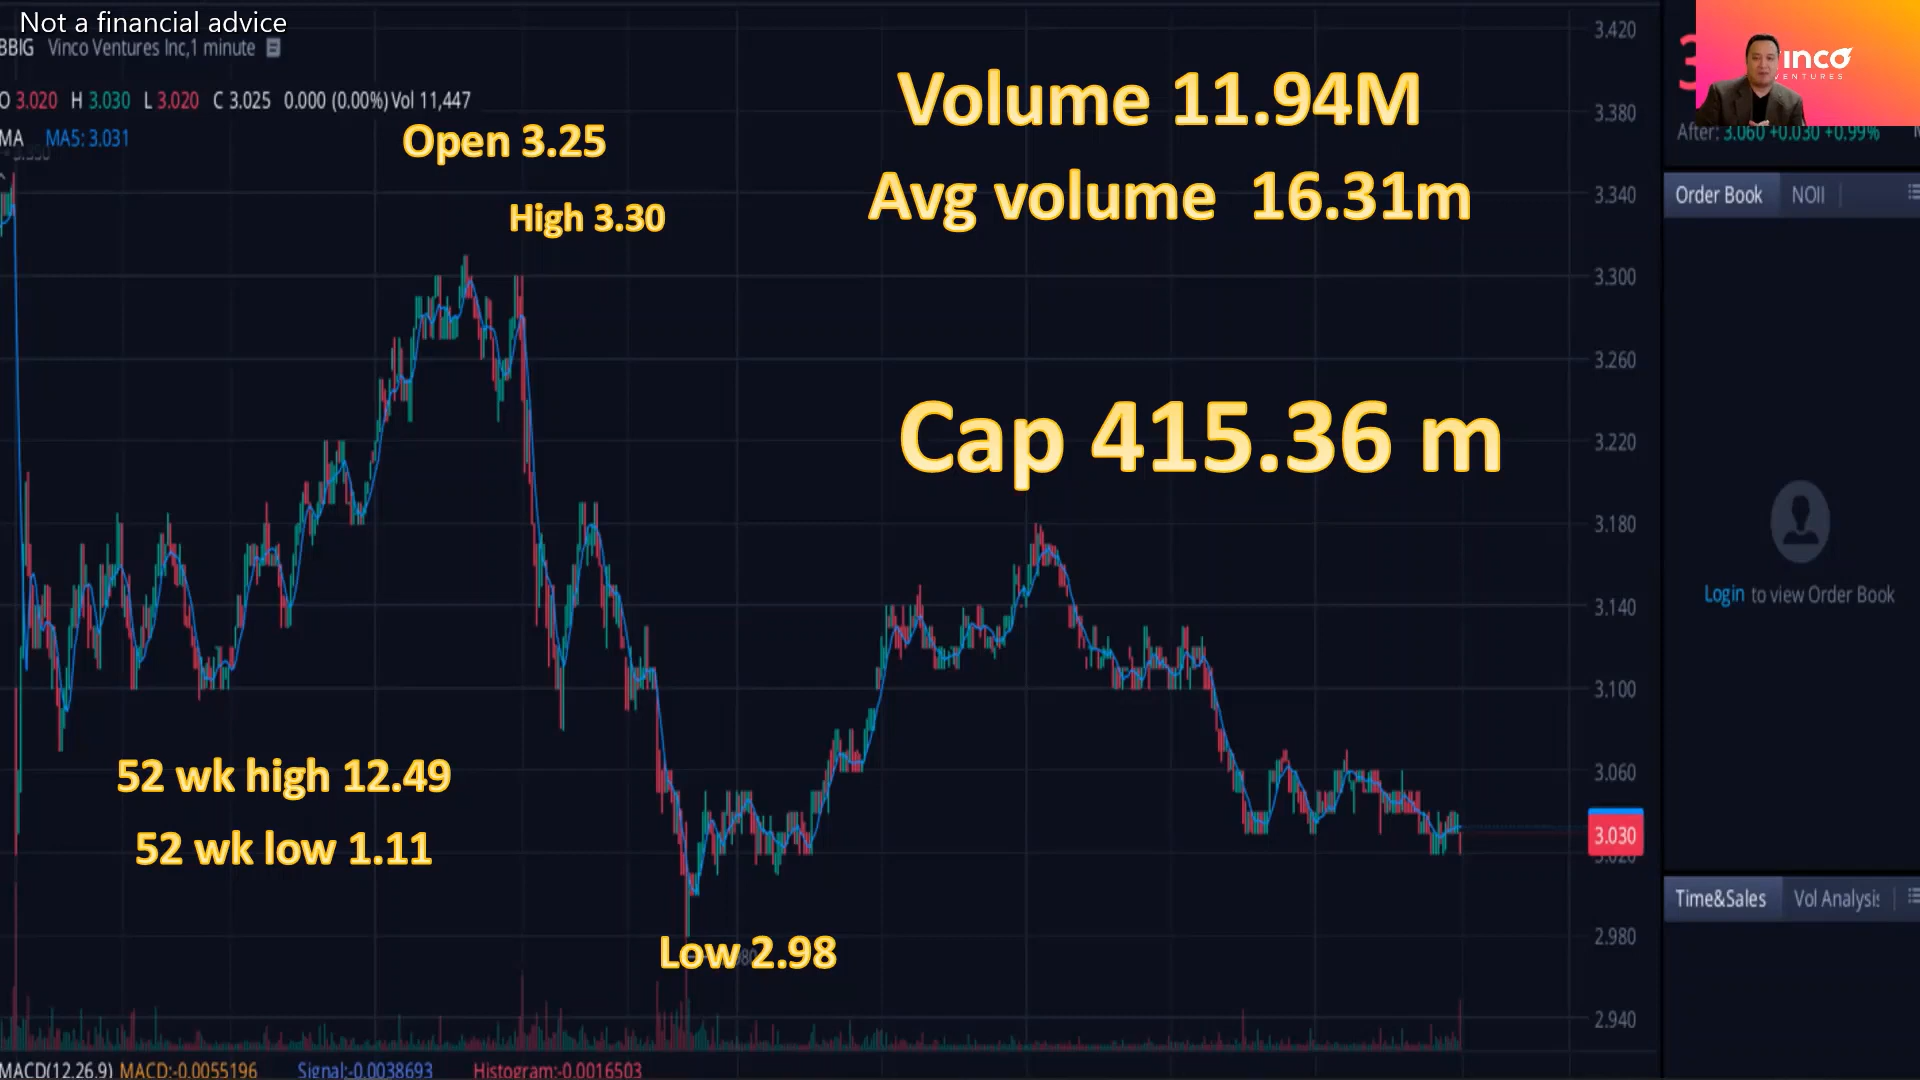 Not a financial advice
BBIG Vinco Ventures Inc,1 minute
O 3.020 H 3.030 L 3.020 C 3.025 0.000 (0.00%) Vol 11,447
MA MA5: 3.031
Open 3.25
High 3.30
Volume 11.94M
Avg volume 16.31m
Cap 415.36 m
52 wk high 12.49
52 wk low 1.11
Low 2.98
3.420
3.380
3.340
3.300
3.260
3.220
3.180
3.140
3.100
3.060
3.030
3.020
2.980
2.940
inco
VENTURES
After: 3.060 +0.030 +0.99%
Order Book NOII
Login to view Order Book
Time&Sales Vol Analysis
MACD(12,26,9) MACD:-0.0055196 Signal:-0.0038693 Histogram:-0.0016503